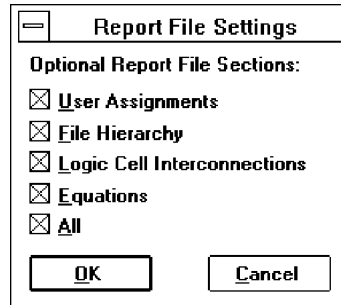 Report File Settings
Optional Report File Sections:
User Assignments
File Hierarchy
Logic Cell Interconnections
Equations
All
OK
Cancel